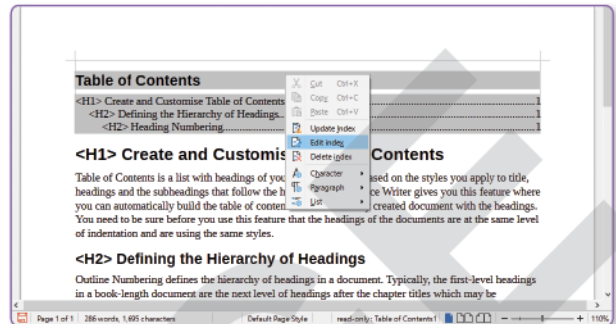 Table of Contents
<H1> Create and Customise Table of Contents.....1
<H2> Defining the Hierarchy of Headings.....1
<H2> Heading Numbering.....1
Cut Ctrl+X
Copy Ctrl+C
Paste Ctrl+V
Update Index
Edit index
Delete index
Character
Paragraph
List
<H1> Create and Customis Contents
Table of Contents is a list with headings of you ased on the styles you apply to title,
headings and the subheadings that follow the h ce Writer gives you this feature where
you can automatically build the table of conten created document with the headings.
You need to be sure before you use this feature that the headings of the documents are at the same level
of indentation and are using the same styles.
<H2> Defining the Hierarchy of Headings
Outline Numbering defines the hierarchy of headings in a document. Typically, the first-level headings
in a book-length document are the next level of headings after the chapter titles which may be
Page 1 of 1 286 words, 1,695 characters Default Page Style read-only: Table of Contents1 110%